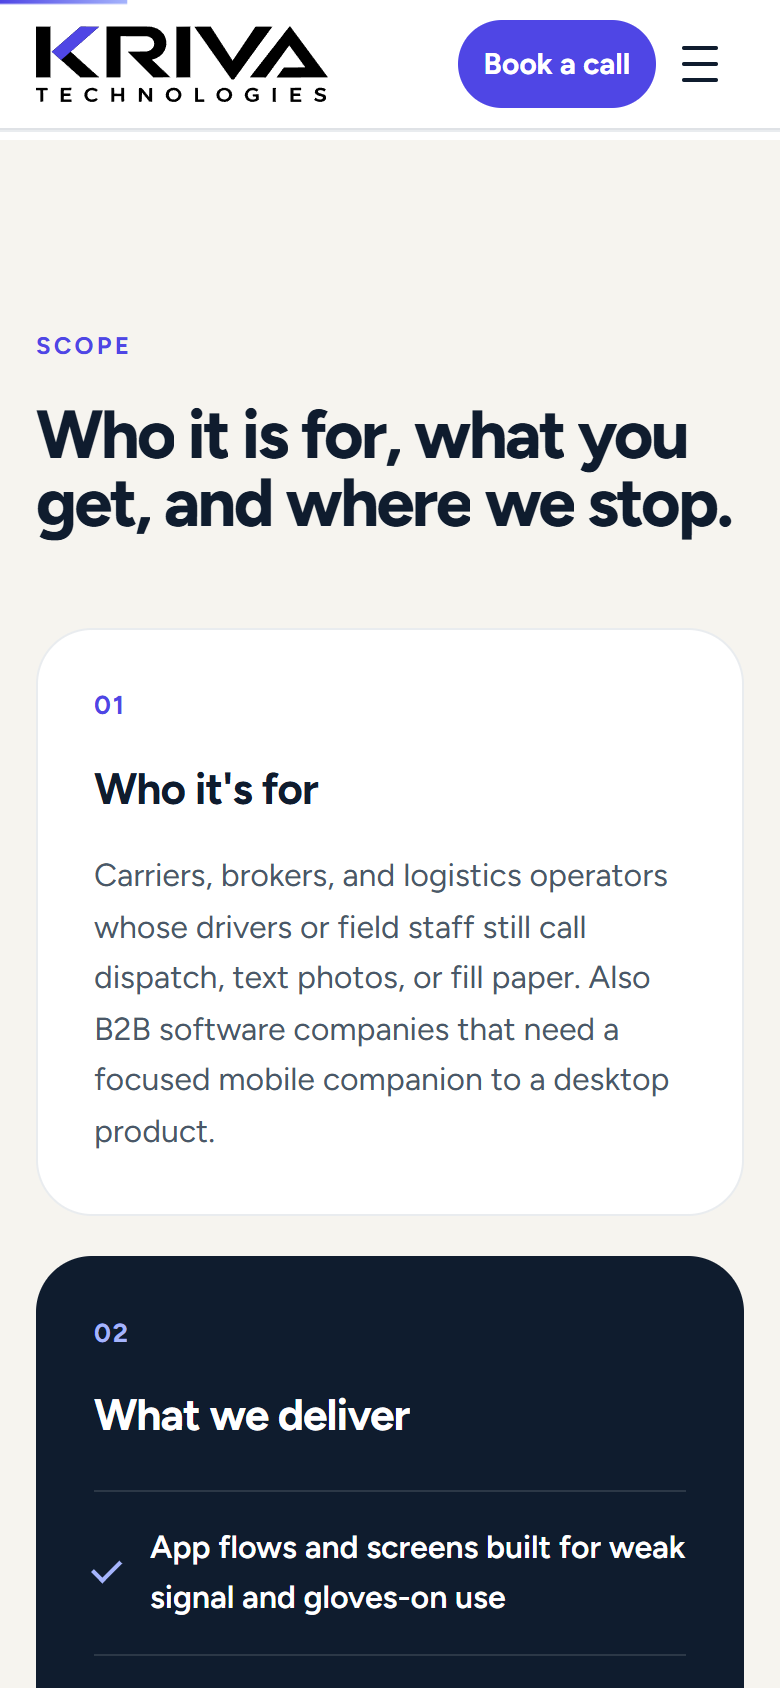 KRIVA
TECHNOLOGIES
Book a call
SCOPE
Who it is for, what you
get, and where we stop.
01
Who it's for
Carriers, brokers, and logistics operators
whose drivers or field staff still call
dispatch, text photos, or fill paper. Also
B2B software companies that need a
focused mobile companion to a desktop
product.
02
What we deliver
App flows and screens built for weak
signal and gloves-on use